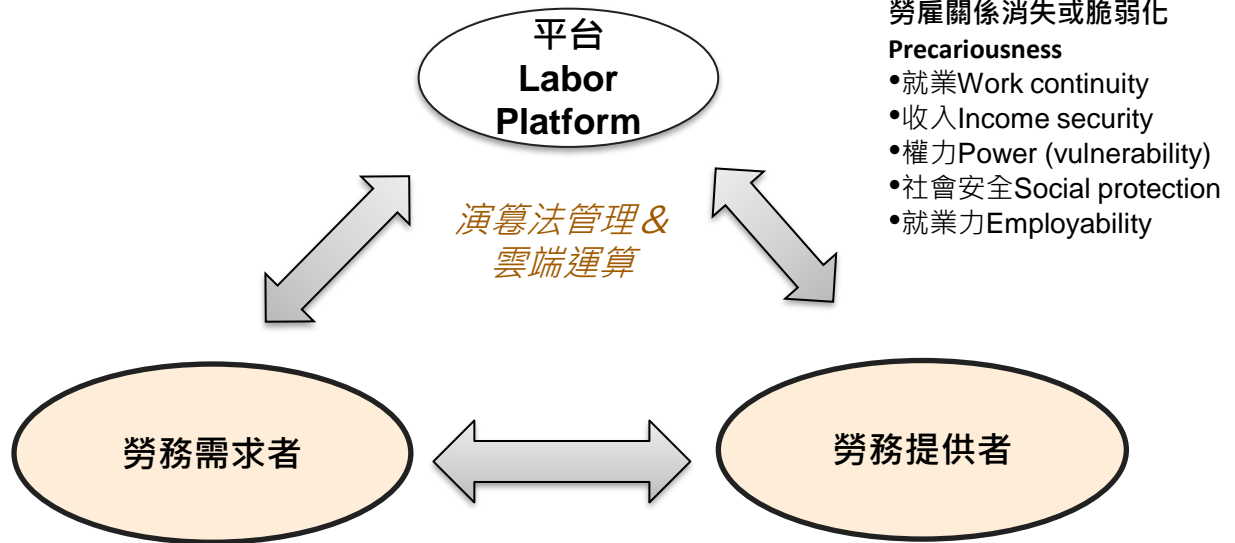 平台
Labor
Platform
勞雇關係消失或脆弱化
Precariousness
•就業Work continuity
•收入Income security
•權力Power (vulnerability)
•社會安全Social protection
•就業力Employability
演篹法管理＆
雲端運算
勞務需求者
勞務提供者